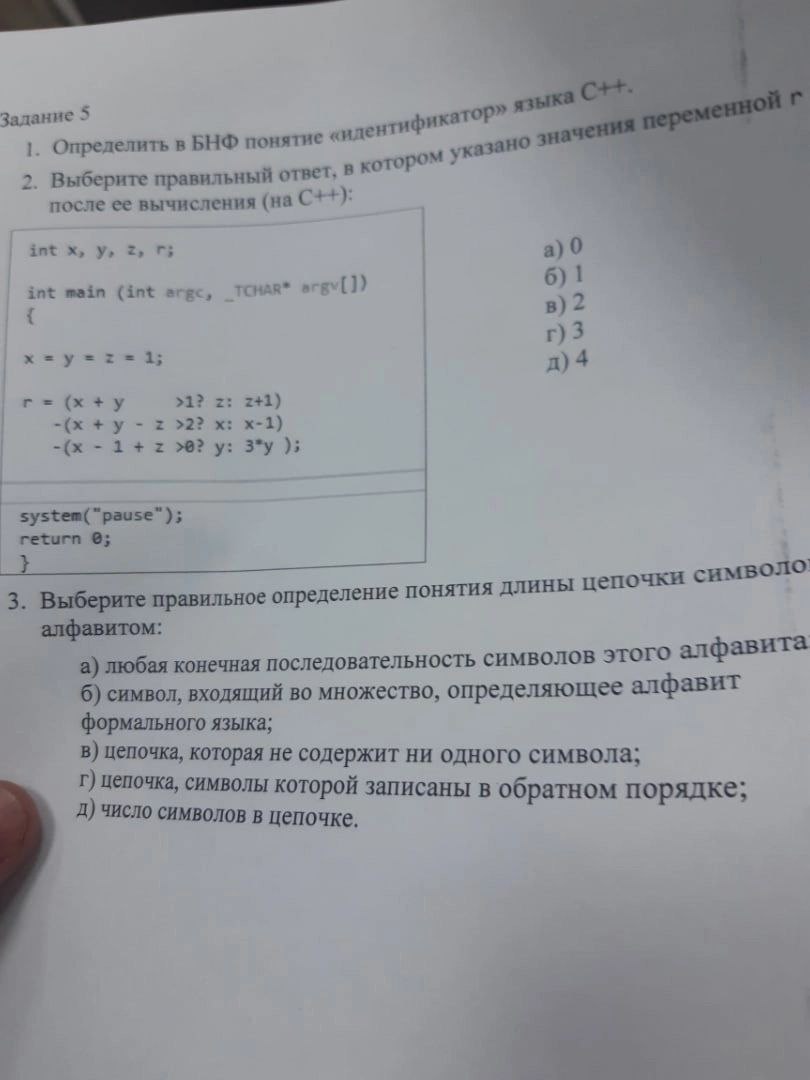 Задание 5
1. Определить в БНФ понятие «идентификатор» языка С++.
2. Выберите правильный ответ, в котором указано значения переменной r
после ее вычисления (на С++):
int x, y, z, r;
int main (int argc, _TCHAR* argv[])
{
x = y = z = 1;
r = (x + y >1? z: z+1)
-(x + y - z >2? x: x-1)
-(x - 1 + z >0? y: 3*y );
system("pause");
return 0;
}
а) 0
б) 1
в) 2
г) 3
д) 4
3. Выберите правильное определение понятия длины цепочки
алфавитом:
а) любая конечная последовательность символов этого алфавита
б) символ, входящий во множество, определяющее алфавит
формального языка;
в) цепочка, которая не содержит ни одного символа;
г) цепочка, символы которой записаны в обратном порядке;
д) число символов в цепочке.